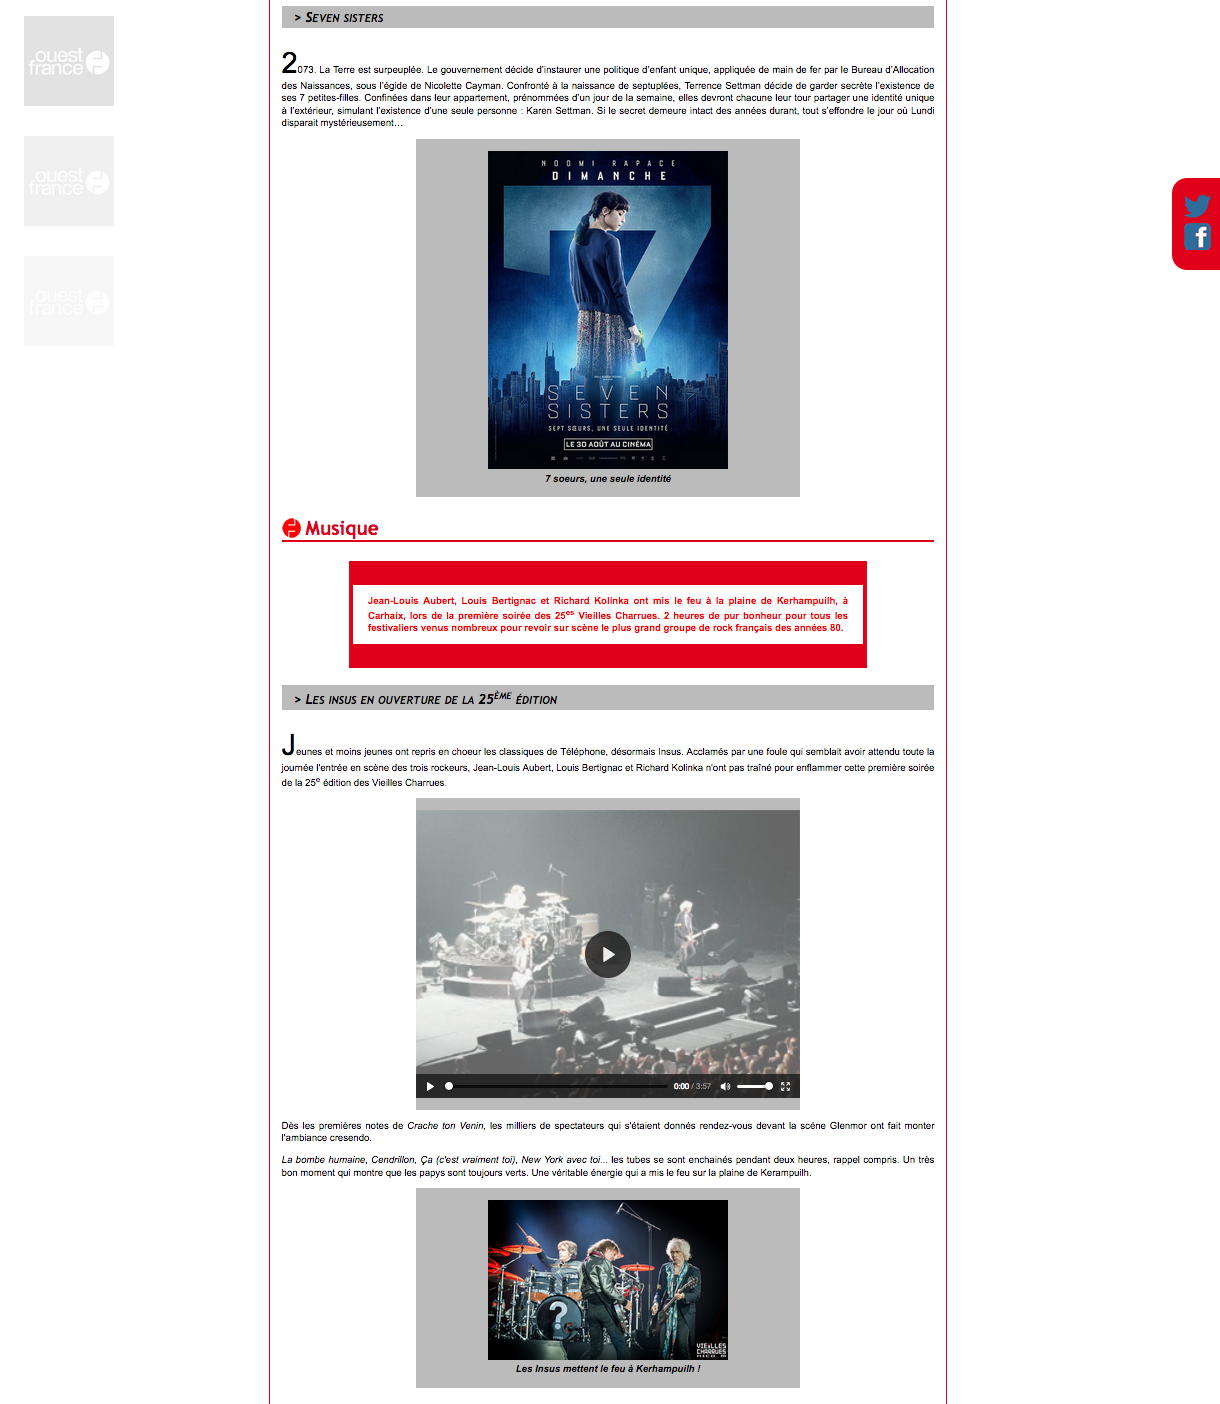 ouest
france
ouest
france
ouest
france
> Seven sisters
2073. La Terre est surpeuplée. Le gouvernement décide d'instaurer une politique d'enfant unique, appliquée de main de fer par le Bureau d'Allocation
des Naissances, sous l'égide de Nicolette Cayman. Confronté à la naissance de septuplées, Terrence Settman décide de garder secrète l'existence de
ses 7 petites-filles. Confinées dans leur appartement, prénommées d'un jour de la semaine, elles devront chacune leur tour partager une identité unique
à l'extérieur, simulant l'existence d'une seule personne : Karen Settman. Si le secret demeure intact des années durant, tout s'effondre le jour où Lundi
disparait mystérieusement…
NOOMI RAPACE
DIMANCHE
7
SEVEN
SISTERS
SEPT SŒURS, UNE SEULE IDENTITÉ
LE 30 AOÛT AU CINÉMA
7 soeurs, une seule identité
Musique
Jean-Louis Aubert, Louis Bertignac et Richard Kolinka ont mis le feu à la plaine de Kerhampuilh, à
Carhaix, lors de la première soirée des 25es Vieilles Charrues. 2 heures de pur bonheur pour tous les
festivaliers venus nombreux pour revoir sur scène le plus grand groupe de rock français des années 80.
> Les insus en ouverture de la 25ème édition
Jeunes et moins jeunes ont repris en choeur les classiques de Téléphone, désormais Insus. Acclamés par une foule qui semblait avoir attendu toute la
journée l'entrée en scène des trois rockeurs, Jean-Louis Aubert, Louis Bertignac et Richard Kolinka n'ont pas traîné pour enflammer cette première soirée
de la 25e édition des Vieilles Charrues.
?
0:00 / 3:57
Dès les premières notes de Crache ton Venin, les milliers de spectateurs qui s'étaient donnés rendez-vous devant la scéne Glenmor ont fait monter
l'ambiance cresendo.
La bombe humaine, Cendrillon, Ça (c'est vraiment toi), New York avec toi... les tubes se sont enchainés pendant deux heures, rappel compris. Un très
bon moment qui montre que les papys sont toujours verts. Une véritable énergie qui a mis le feu sur la plaine de Kerampuilh.
?
VIEILLES
CHARRUES
NICO M
Les Insus mettent le feu à Kerhampuilh !